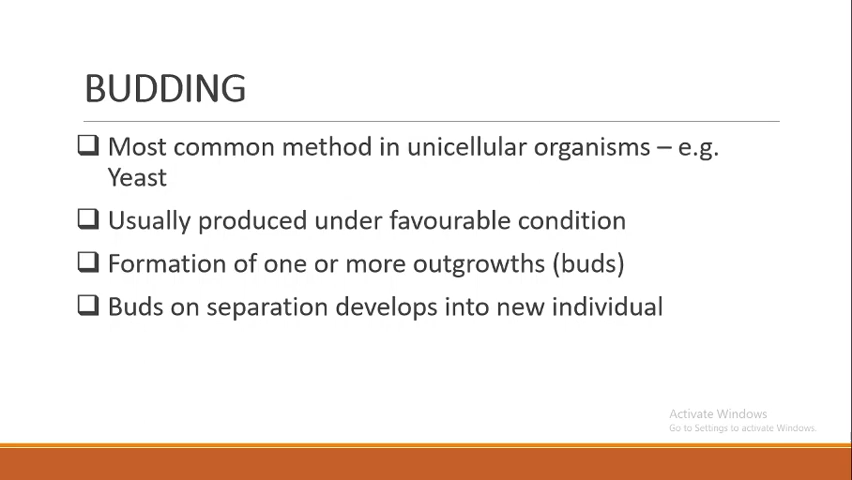 BUDDING
❑ Most common method in unicellular organisms – e.g.
Yeast
❑ Usually produced under favourable condition
❑ Formation of one or more outgrowths (buds)
❑ Buds on separation develops into new individual
Activate Windows
Go to Settings to activate Windows.